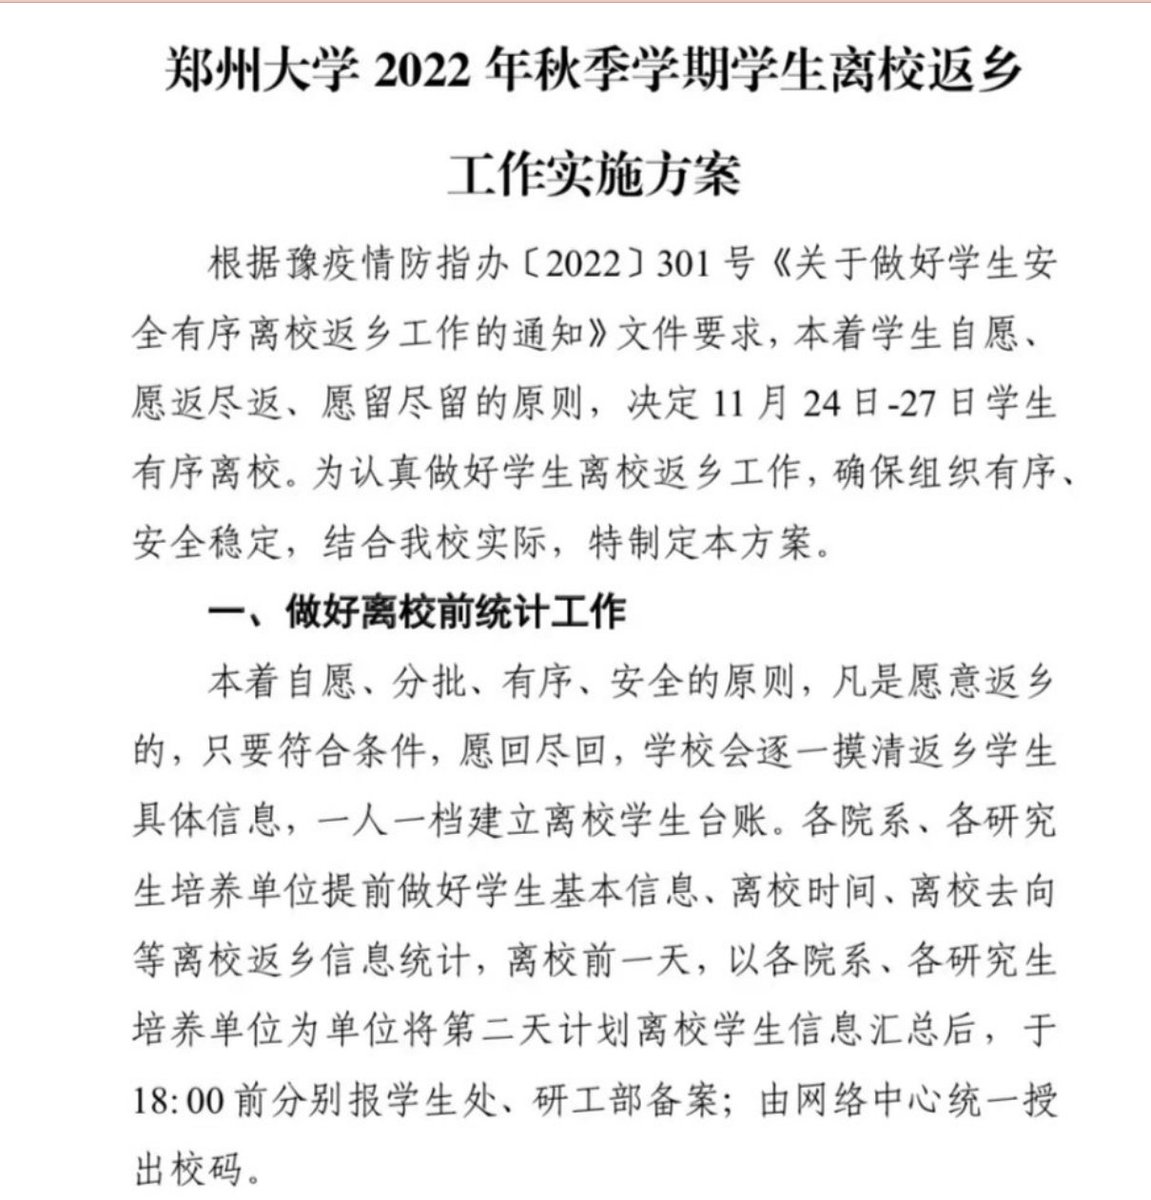 郑州大学 2022 年秋季学期学生离校返乡
工作实施方案
根据豫疫情防指办〔2022〕301 号《关于做好学生安
全有序离校返乡工作的通知》文件要求，本着学生自愿、
愿返尽返、愿留尽留的原则，决定 11 月 24 日-27 日学生
有序离校。为认真做好学生离校返乡工作，确保组织有序、
安全稳定，结合我校实际，特制定本方案。
一、做好离校前统计工作
本着自愿、分批、有序、安全的原则，凡是愿意返乡
的，只要符合条件，愿回尽回，学校会逐一摸清返乡学生
具体信息，一人一档建立离校学生台账。各院系、各研究
生培养单位提前做好学生基本信息、离校时间、离校去向
等离校返乡信息统计，离校前一天，以各院系、各研究生
培养单位为单位将第二天计划离校学生信息汇总后，于
18:00 前分别报学生处、研工部备案；由网络中心统一授
出校码。